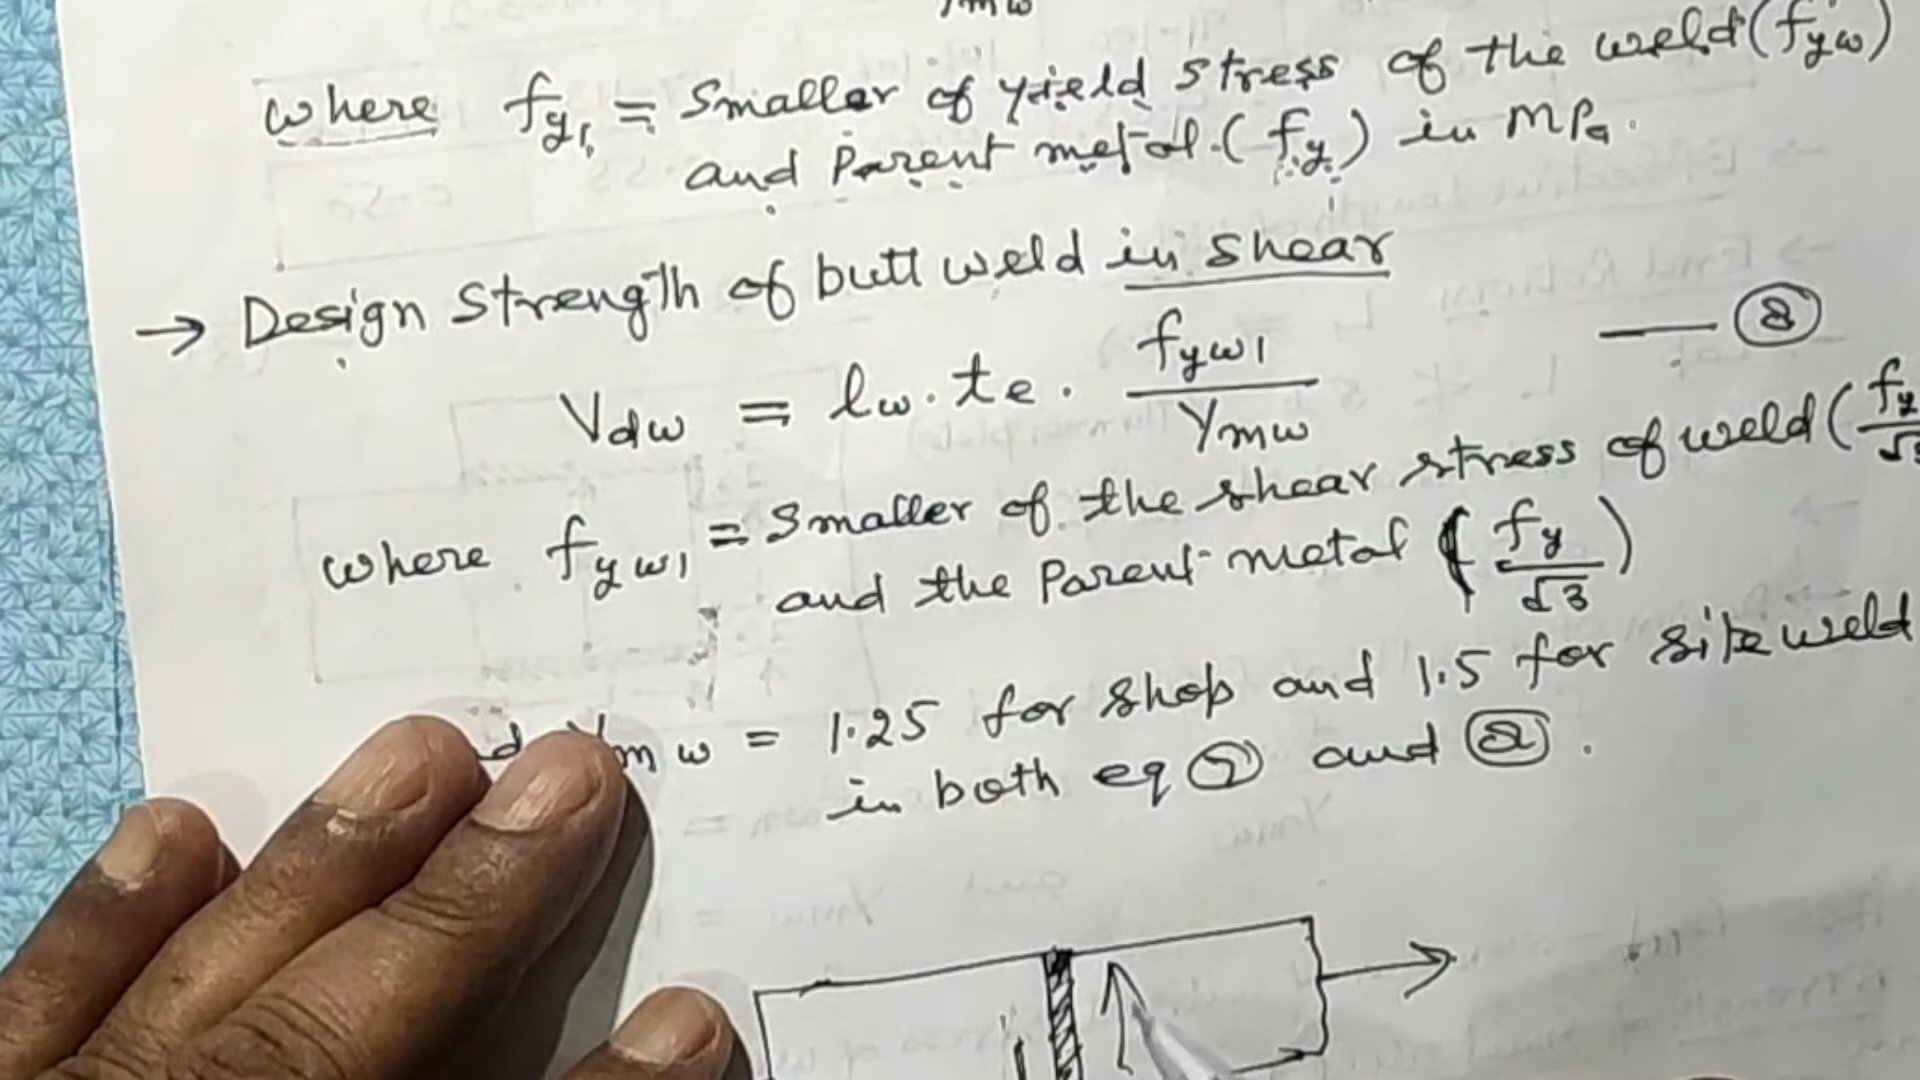 γmw
where fy1 = Smaller of yield stress of the weld (fyw)
and Parent metal (fy) in MPa.
→ Design Strength of butt weld in shear
Vdw = lw . te . fyw1 / γmw — (8)
where fyw1 = Smaller of the shear stress of weld (fy / √3
and the Parent metal (fy / √3)
γmw = 1.25 for shop and 1.5 for site weld
in both eq (7) and (8).